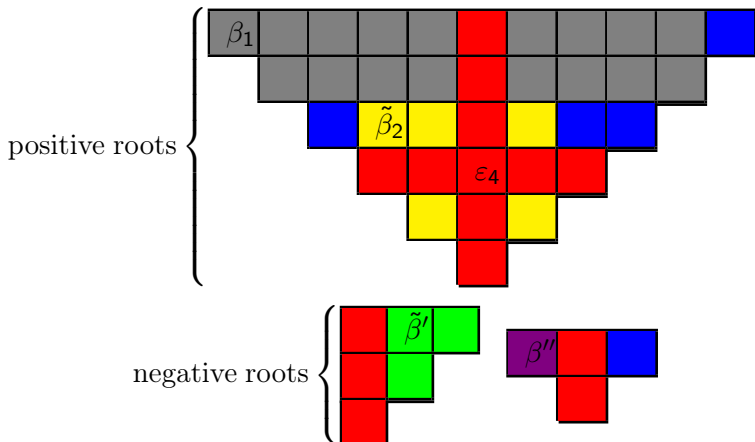 β₁
β̃₂
positive roots
ε₄
β̃′
β″
negative roots